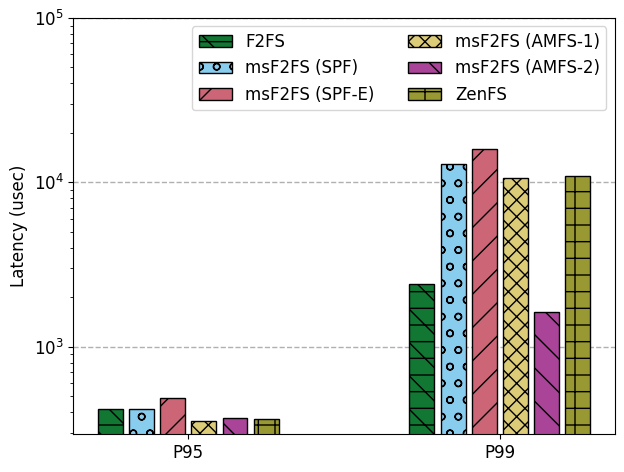 10^5
10^4
10^3
Latency (usec)
F2FS
msF2FS (SPF)
msF2FS (SPF-E)
msF2FS (AMFS-1)
msF2FS (AMFS-2)
ZenFS
P95
P99